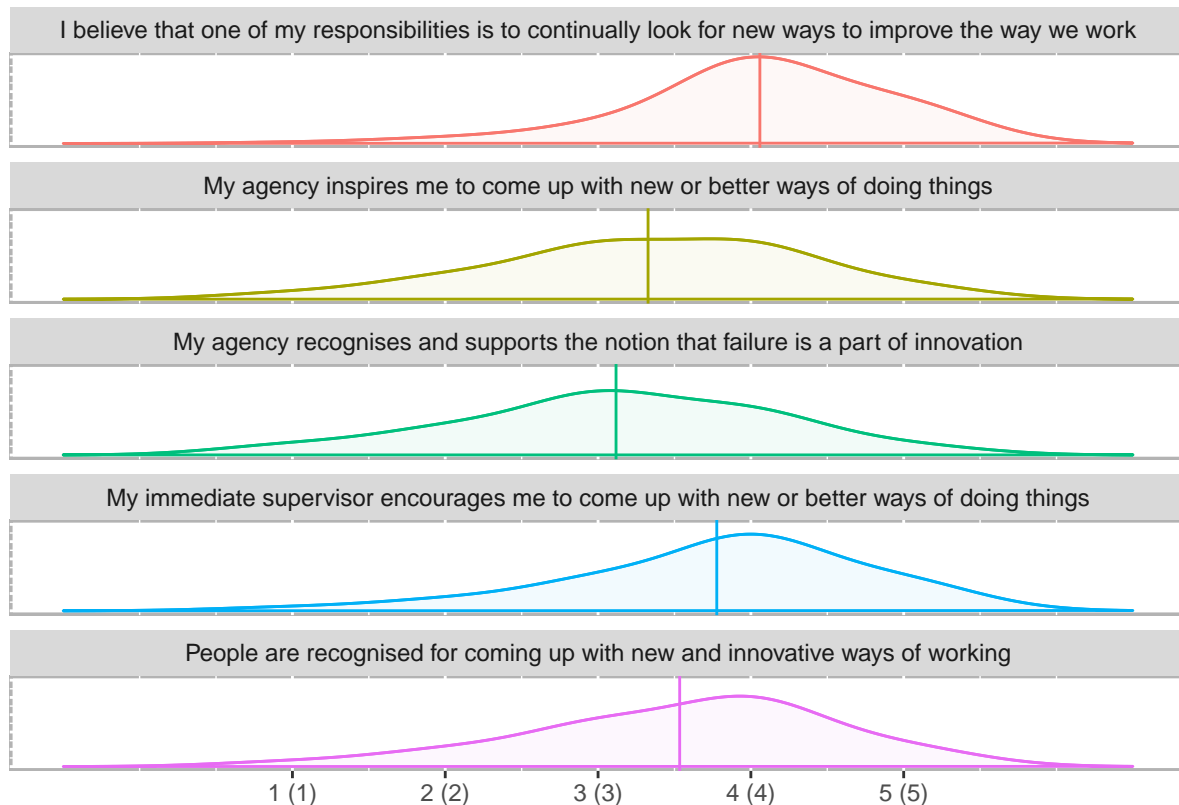 I believe that one of my responsibilities is to continually look for new ways to improve the way we work
My agency inspires me to come up with new or better ways of doing things
My agency recognises and supports the notion that failure is a part of innovation
My immediate supervisor encourages me to come up with new or better ways of doing things
People are recognised for coming up with new and innovative ways of working
1 (1) 2 (2) 3 (3) 4 (4) 5 (5)